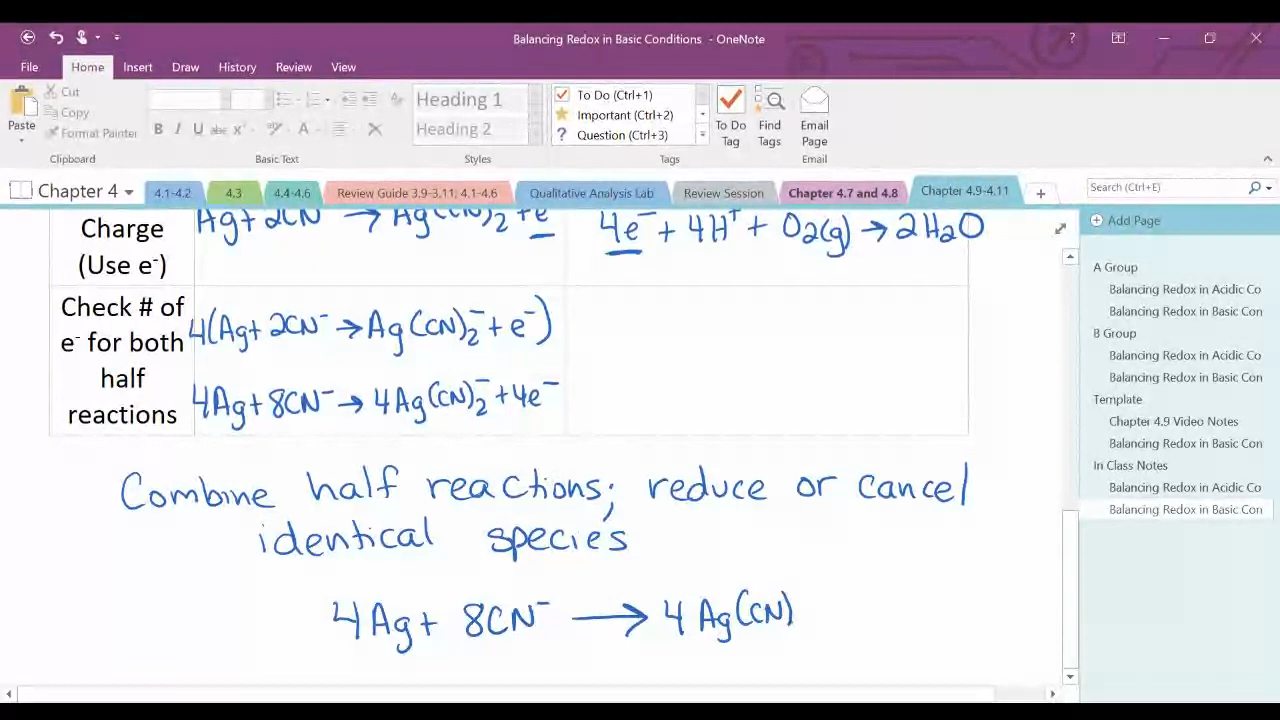 Balancing Redox in Basic Conditions - OneNote
?
File Home Insert Draw History Review View
Paste
Cut
Copy
Format Painter
Clipboard
B I U abc x²
A
Basic Text
Heading 1
Heading 2
Styles
To Do (Ctrl+1)
Important (Ctrl+2)
? Question (Ctrl+3)
To Do Tag
Find Tags
Tags
Email Page
Email
Chapter 4
4.1-4.2
4.3
4.4-4.6
Review Guide 3.9-3.11; 4.1-4.6
Qualitative Analysis Lab
Review Session
Chapter 4.7 and 4.8
Chapter 4.9-4.11
+
Search (Ctrl+E)
Charge
(Use e⁻)
Ag + 2CN⁻ → Ag(CN)₂⁻ + e⁻
4e⁻ + 4H⁺ + O₂(g) → 2H₂O
Check # of
e⁻ for both
half
reactions
4(Ag + 2CN⁻ → Ag(CN)₂⁻ + e⁻)
4Ag + 8CN⁻ → 4Ag(CN)₂⁻ + 4e⁻
Combine half reactions; reduce or cancel
identical species
4Ag + 8CN⁻ → 4Ag(CN)
Add Page
A Group
Balancing Redox in Acidic Co
Balancing Redox in Basic Con
B Group
Balancing Redox in Acidic Co
Balancing Redox in Basic Con
Template
Chapter 4.9 Video Notes
Balancing Redox in Basic Con
In Class Notes
Balancing Redox in Acidic Co
Balancing Redox in Basic Con